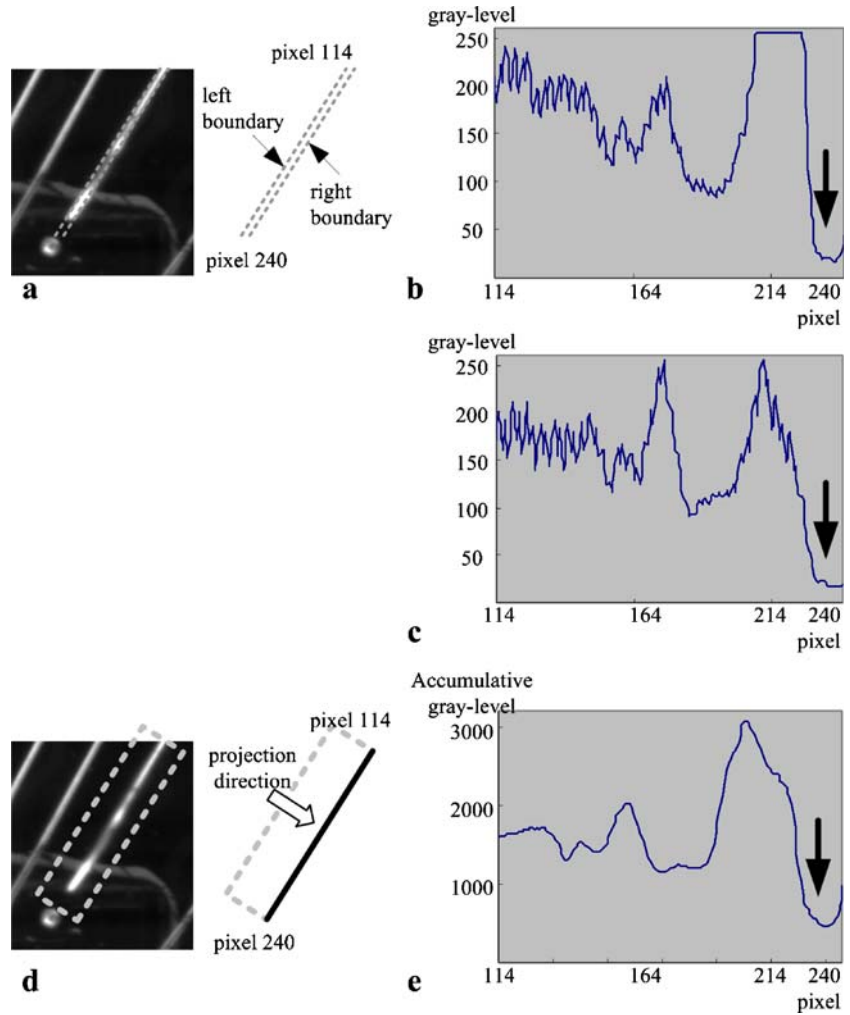 pixel 114
left
boundary
right
boundary
pixel 240
a
gray-level
250
200
150
100
50
114
164
214
240
pixel
b
gray-level
250
200
150
100
50
114
164
214
240
pixel
c
pixel 114
projection
direction
pixel 240
d
Accumulative
gray-level
3000
2000
1000
114
164
214
240
pixel
e